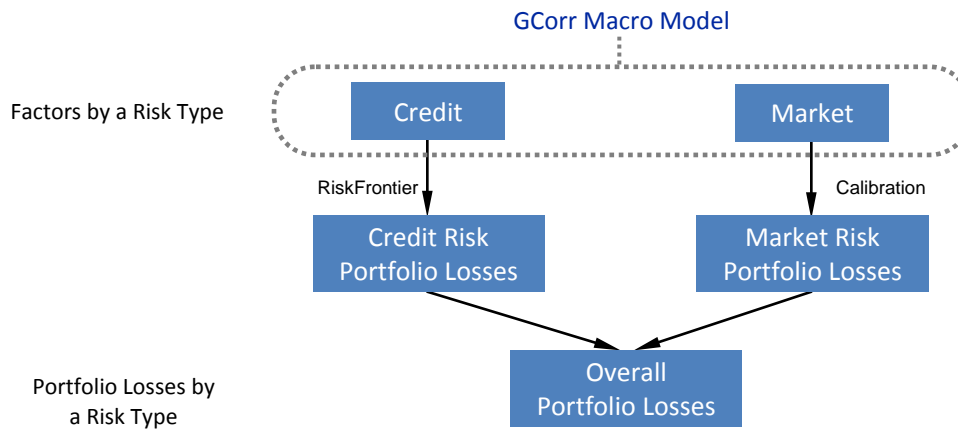 GCorr Macro Model
Factors by a Risk Type
Credit
Market
RiskFrontier
Calibration
Credit Risk
Portfolio Losses
Market Risk
Portfolio Losses
Overall
Portfolio Losses
Portfolio Losses by
a Risk Type